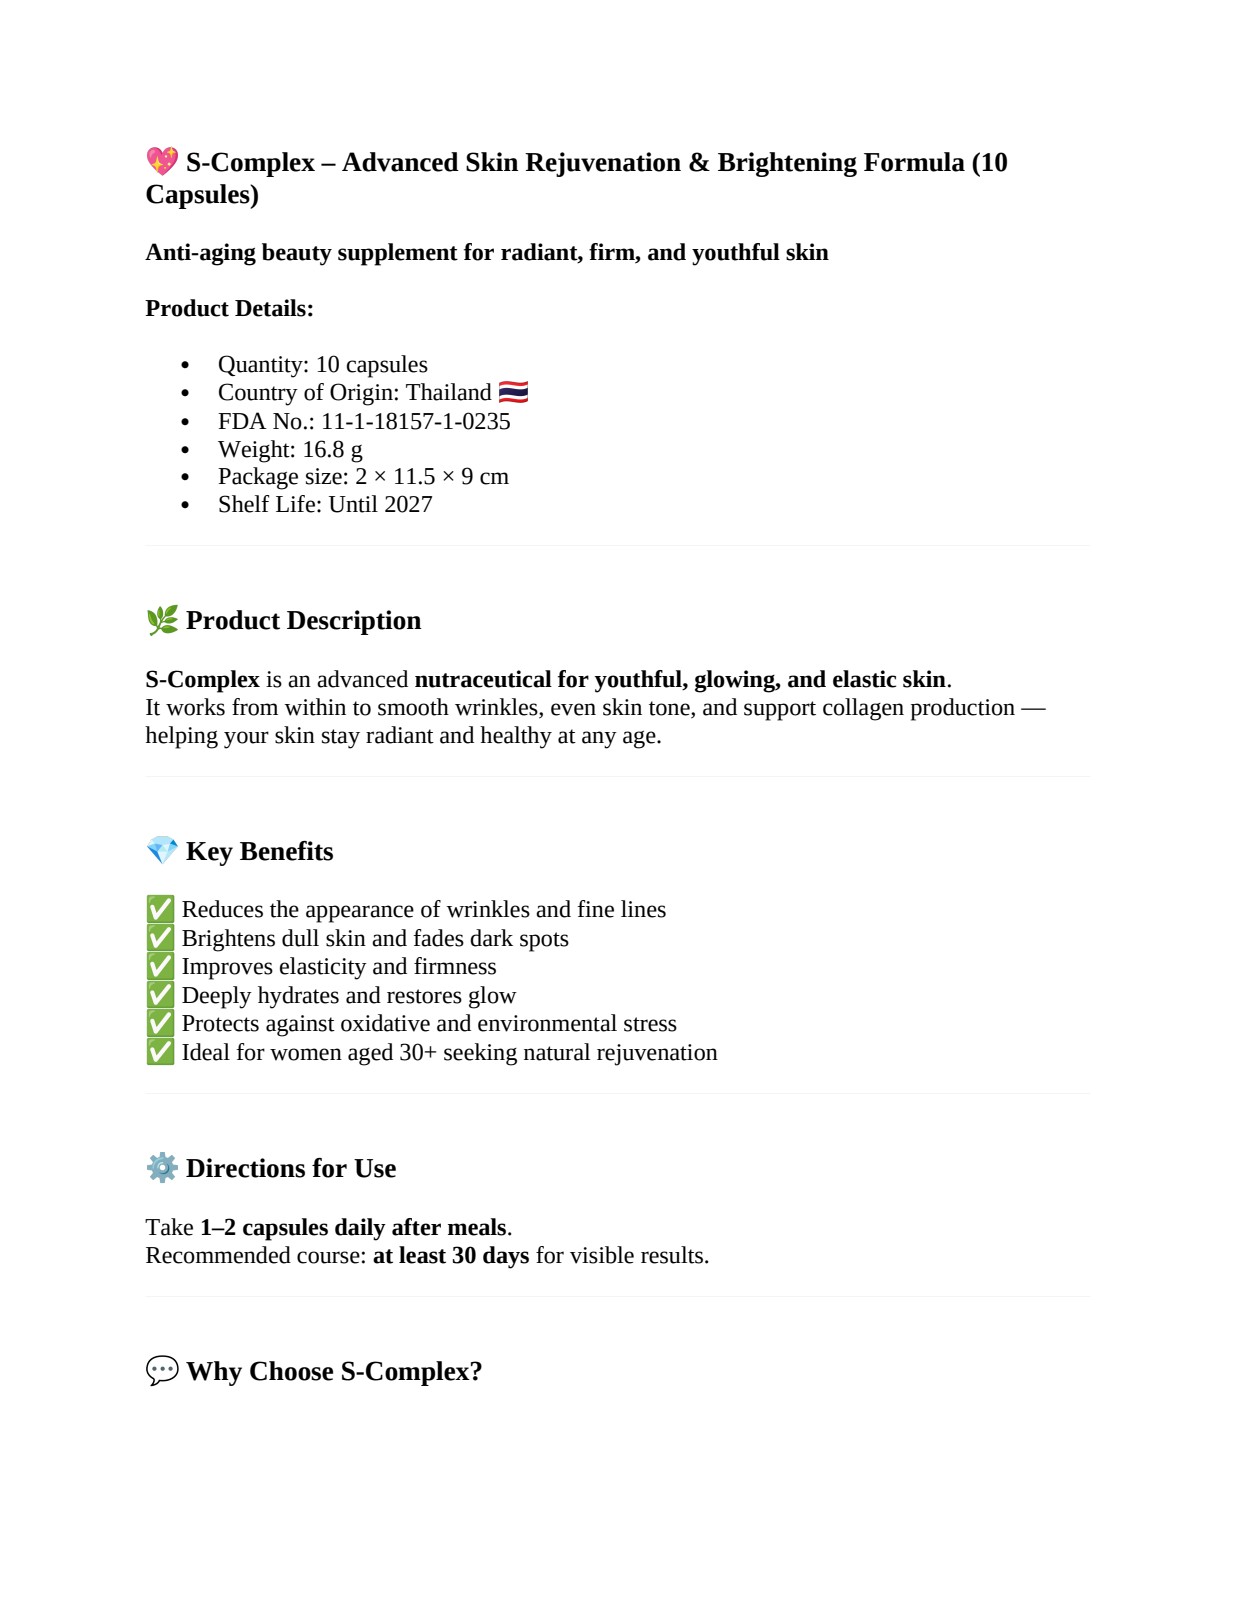 💖 S-Complex – Advanced Skin Rejuvenation & Brightening Formula (10
Capsules)
Anti-aging beauty supplement for radiant, firm, and youthful skin
Product Details:
• Quantity: 10 capsules
• Country of Origin: Thailand 🇹🇭
• FDA No.: 11-1-18157-1-0235
• Weight: 16.8 g
• Package size: 2 × 11.5 × 9 cm
• Shelf Life: Until 2027
🌿 Product Description
S-Complex is an advanced nutraceutical for youthful, glowing, and elastic skin.
It works from within to smooth wrinkles, even skin tone, and support collagen production —
helping your skin stay radiant and healthy at any age.
💎 Key Benefits
✅ Reduces the appearance of wrinkles and fine lines
✅ Brightens dull skin and fades dark spots
✅ Improves elasticity and firmness
✅ Deeply hydrates and restores glow
✅ Protects against oxidative and environmental stress
✅ Ideal for women aged 30+ seeking natural rejuvenation
⚙️ Directions for Use
Take 1–2 capsules daily after meals.
Recommended course: at least 30 days for visible results.
💬 Why Choose S-Complex?